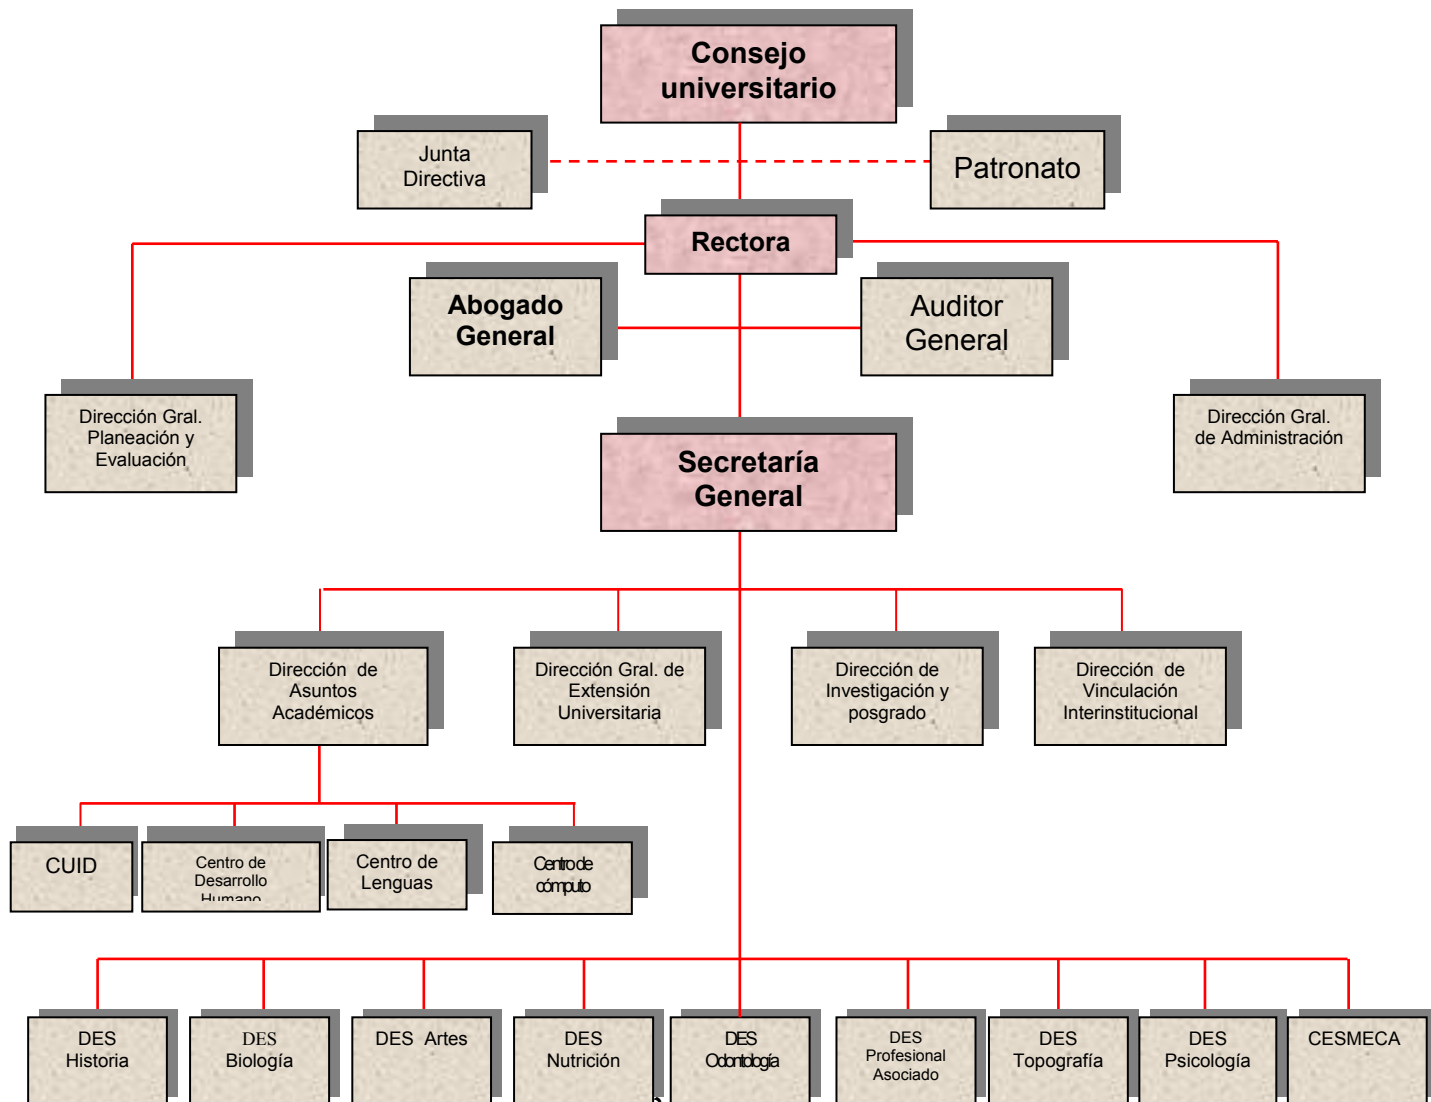 Consejo
universitario
Junta
Directiva
Patronato
Rectora
Abogado
General
Auditor
General
Dirección Gral.
Planeación y
Evaluación
Dirección Gral.
de Administración
Secretaría
General
Dirección de
Asuntos
Académicos
Dirección Gral. de
Extensión
Universitaria
Dirección de
Investigación y
posgrado
Dirección de
Vinculación
Interinstitucional
CUID
Centro de
Desarrollo
Humano
Centro de
Lenguas
Centro de
cómputo
DES
Historia
DES
Biología
DES Artes
DES
Nutrición
DES
Odontología
DES
Profesional
Asociado
DES
Topografía
DES
Psicología
CESMECA